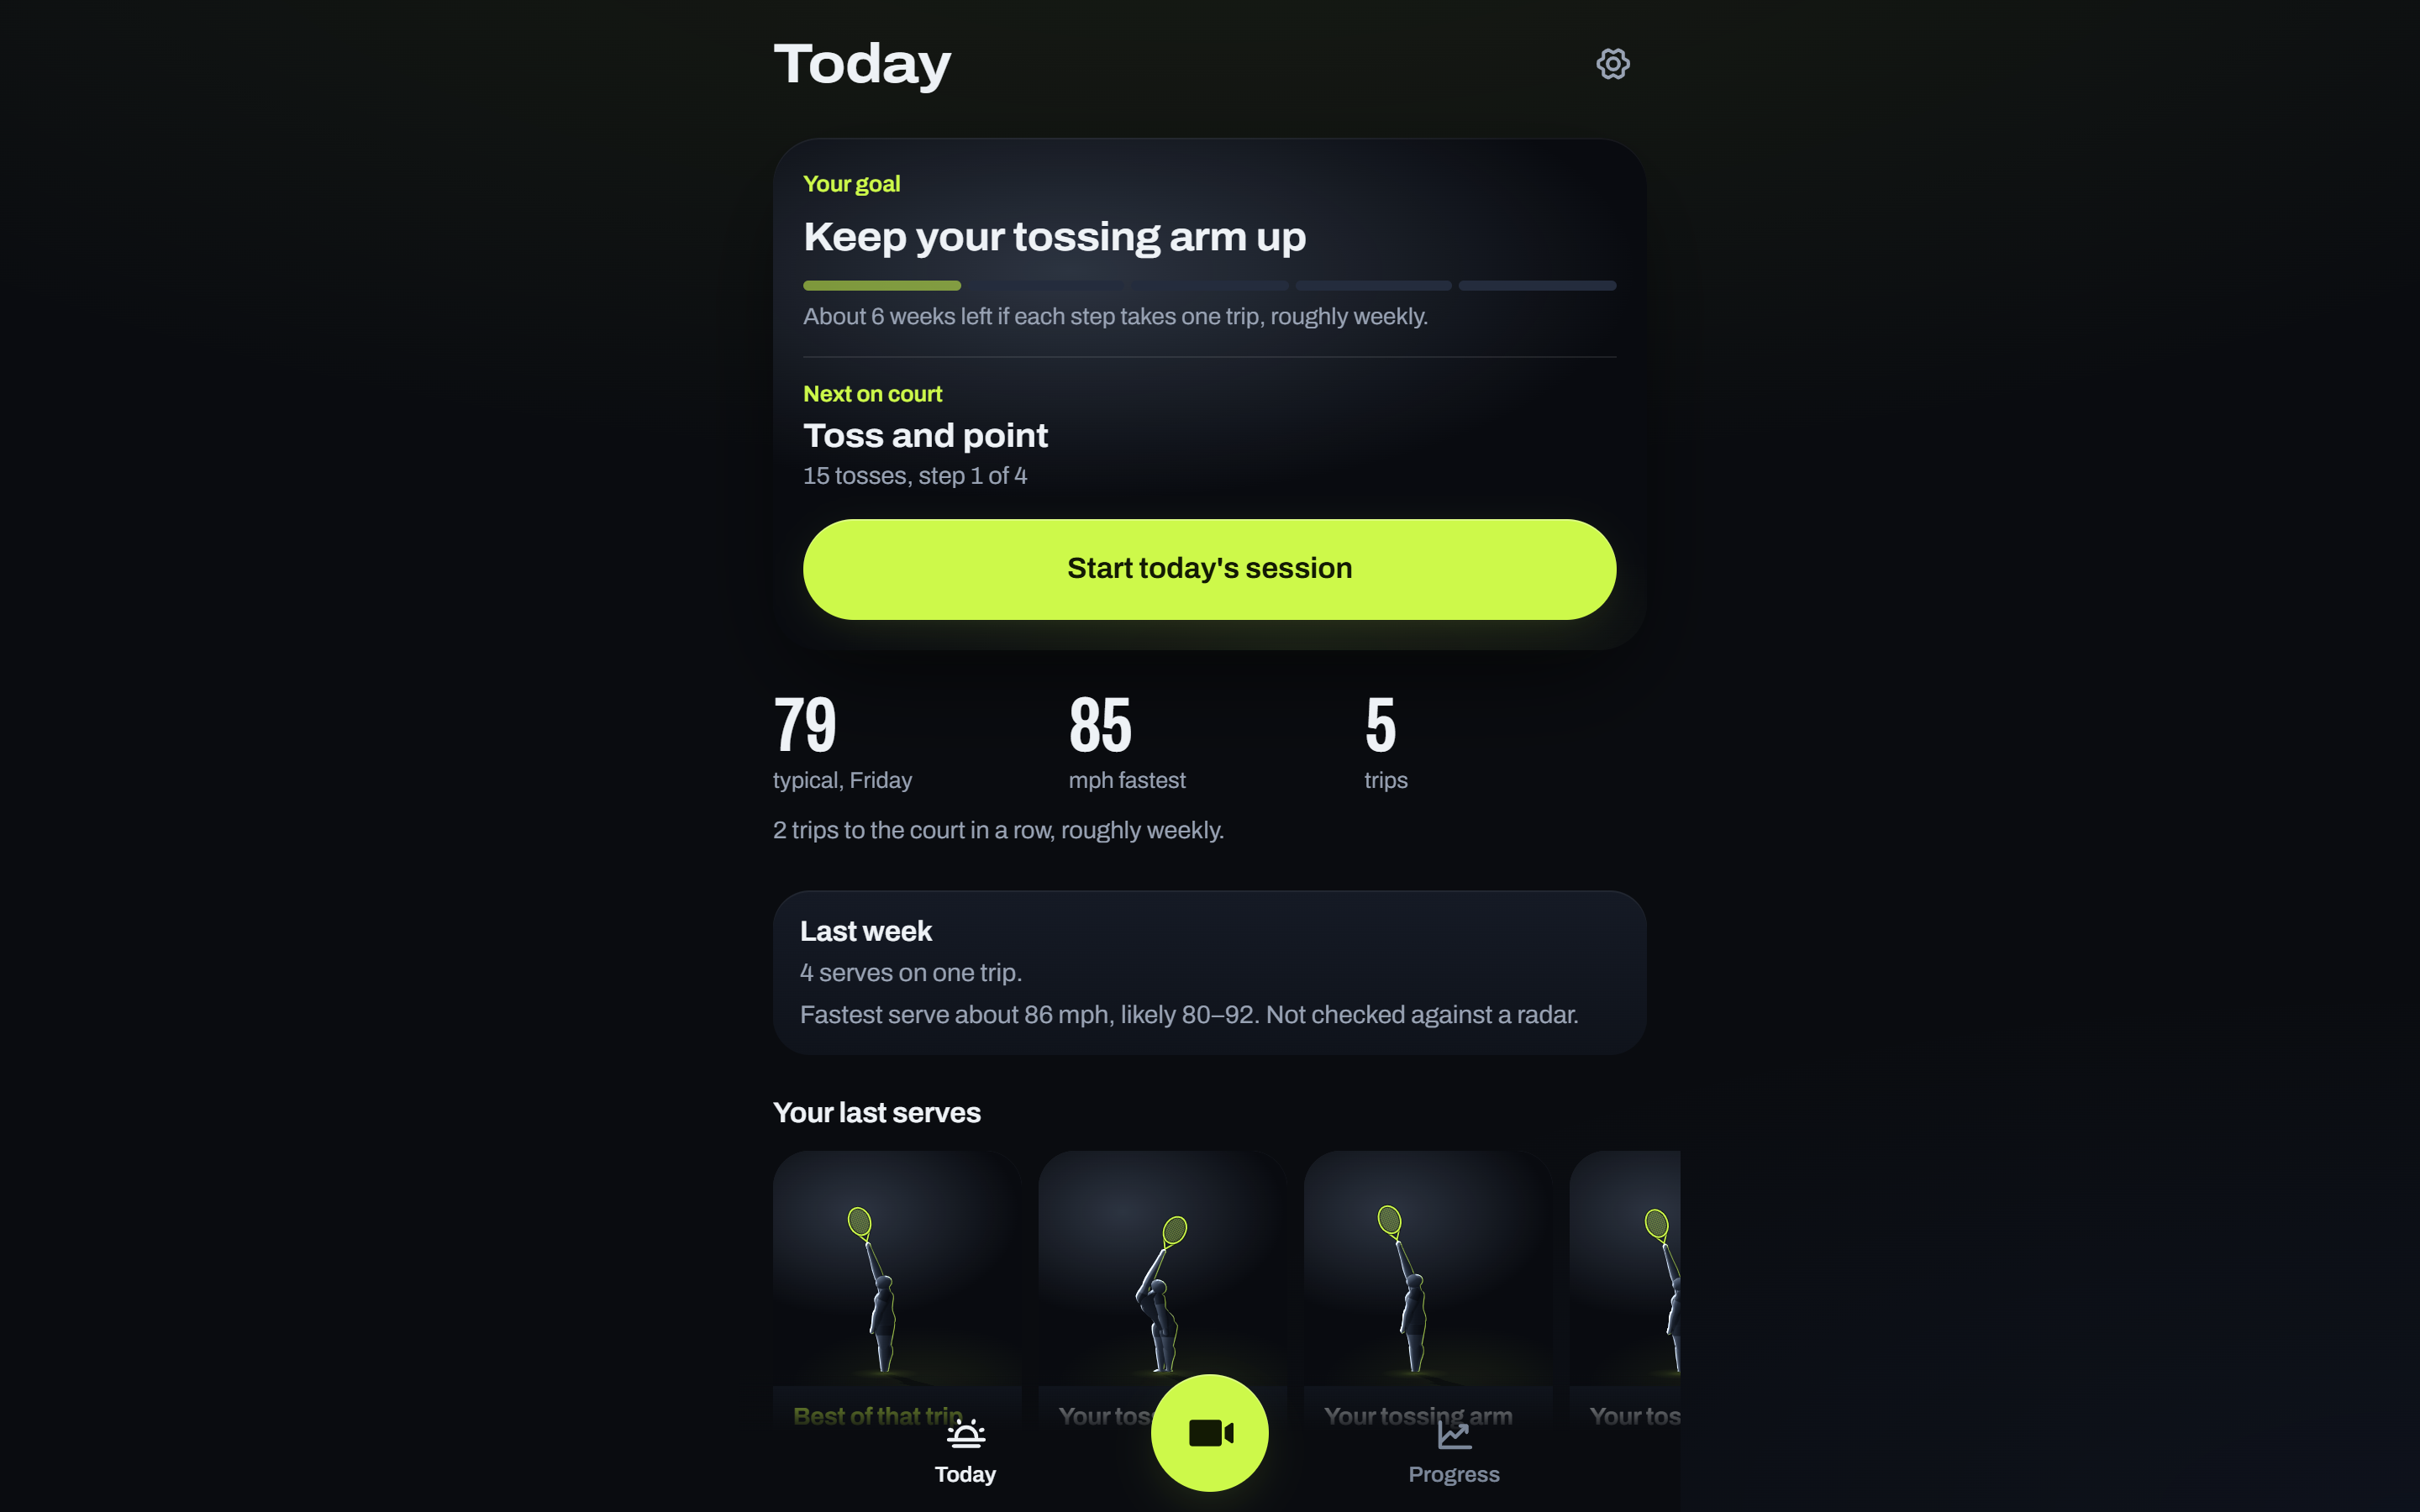 Today
Your goal
Keep your tossing arm up
About 6 weeks left if each step takes one trip, roughly weekly.
Next on court
Toss and point
15 tosses, step 1 of 4
Start today's session
79
typical, Friday
85
mph fastest
5
trips
2 trips to the court in a row, roughly weekly.
Last week
4 serves on one trip.
Fastest serve about 86 mph, likely 80–92. Not checked against a radar.
Your last serves
Best of that trip
Your toss
Your tossing arm
Your tos
Today
Progress